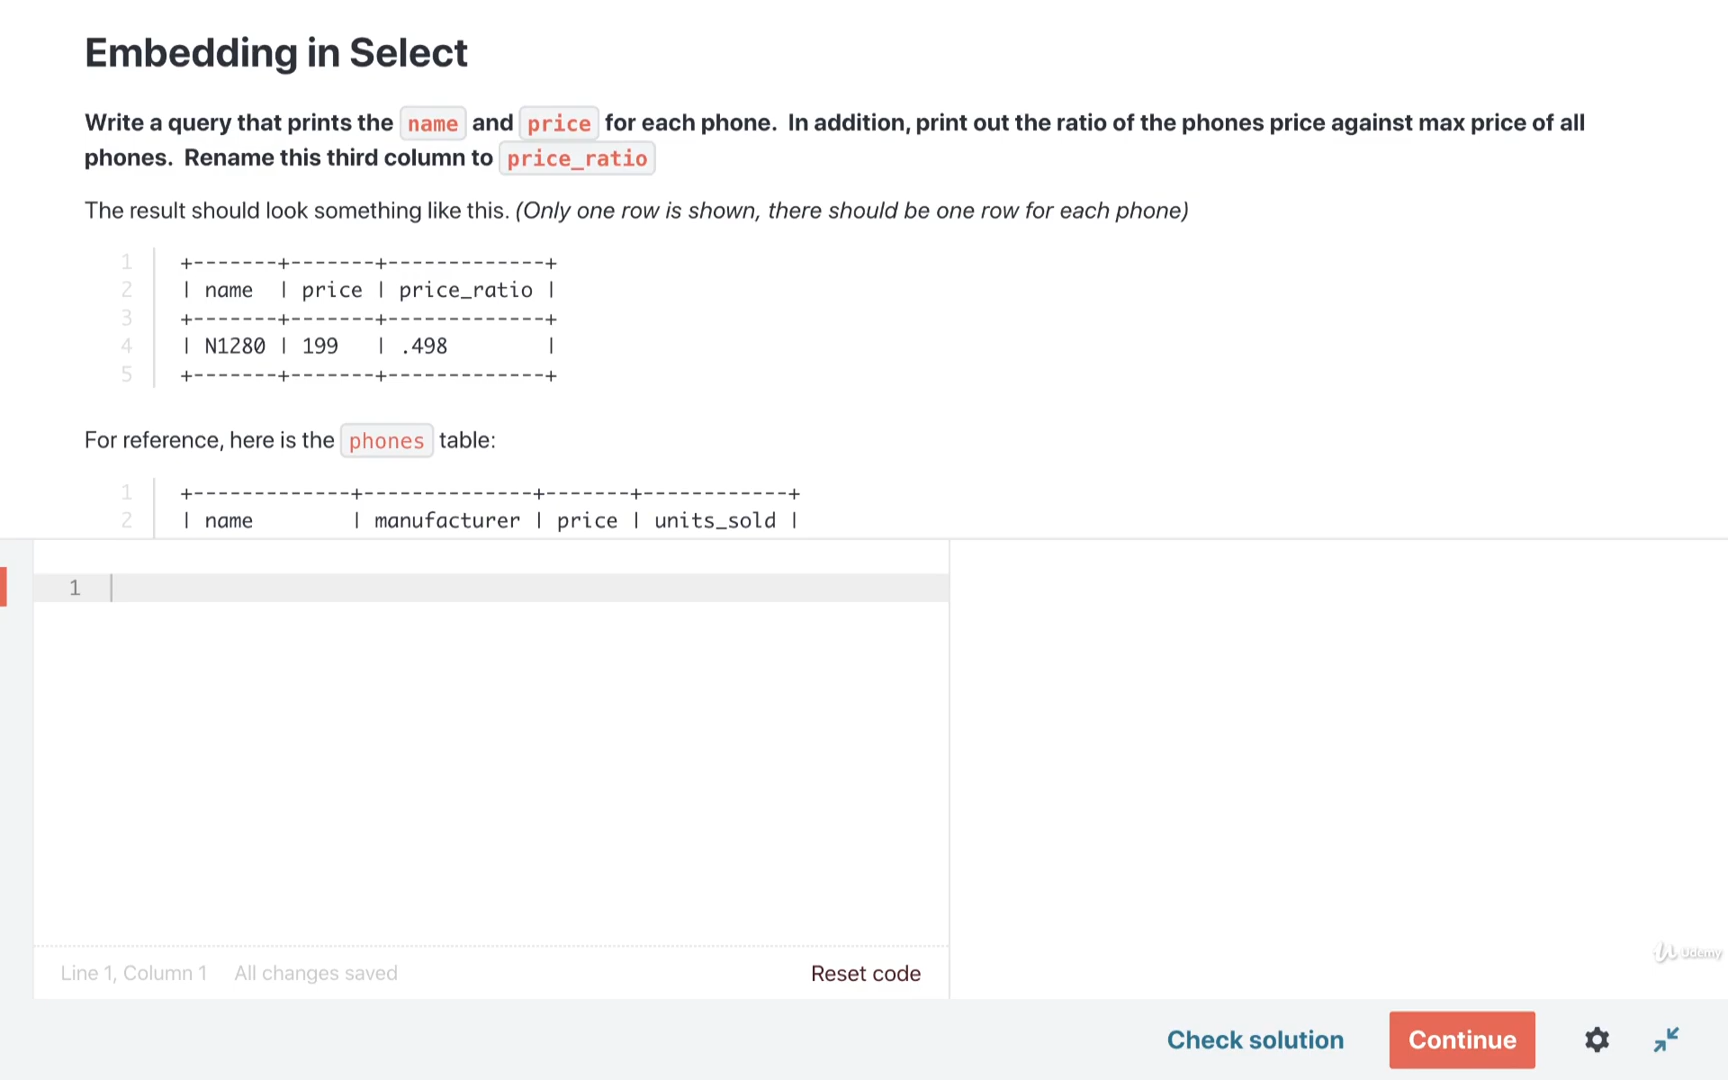 Embedding in Select
Write a query that prints the name and price for each phone. In addition, print out the ratio of the phones price against max price of all
phones. Rename this third column to price_ratio
The result should look something like this. (Only one row is shown, there should be one row for each phone)
1 +-------+-------+-------------+
2 | name  | price | price_ratio |
3 +-------+-------+-------------+
4 | N1280 | 199   | .498        |
5 +-------+-------+-------------+
For reference, here is the phones table:
1 +-------------+--------------+-------+------------+
2 | name        | manufacturer | price | units_sold |
1
Line 1, Column 1 All changes saved Reset code
Udemy
Check solution Continue